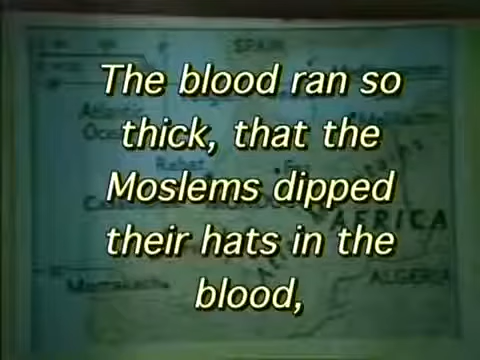 SPAIN
The blood ran so
thick, that the
Atlantic
Rabat
Moslems dipped
AFRICA
their hats in the
ALGERIA
Marrakech
blood,